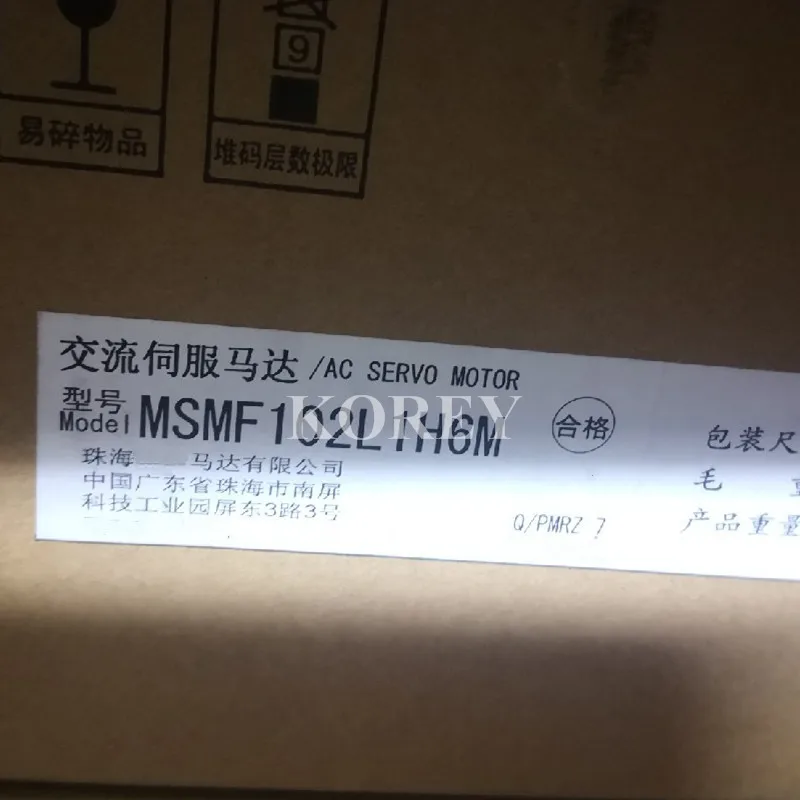 9
易碎物品
堆码层数极限
交流伺服马达 /AC SERVO MOTOR
型号
Model MSMF102L1H6M
KOREY
合格
珠海 马达有限公司
中国广东省珠海市南屏
科技工业园屏东3路3号
Q/PMRZ 7
包装尺
毛 重
产品重量